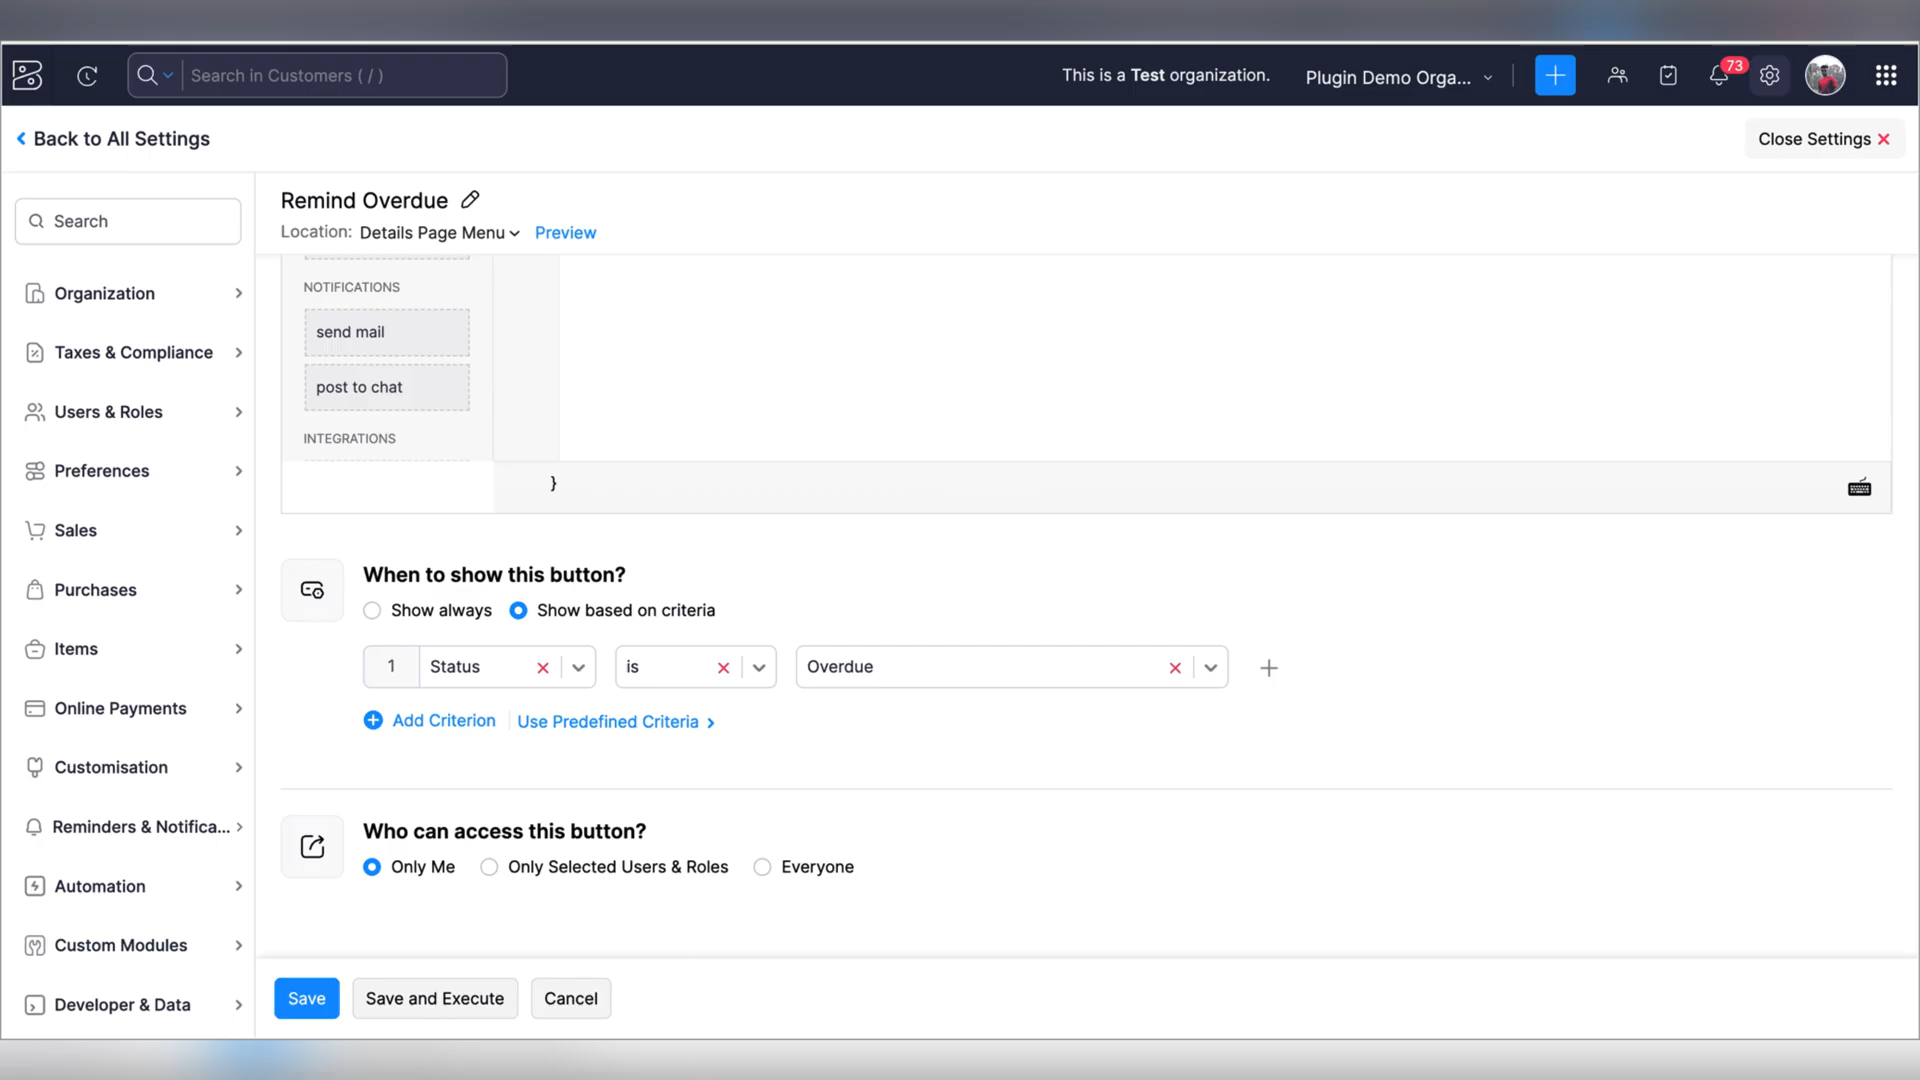 Search in Customers ( / )
This is a Test organization.
Plugin Demo Orga...
73
Back to All Settings
Close Settings
Search
Organization
Taxes & Compliance
Users & Roles
Preferences
Sales
Purchases
Items
Online Payments
Customisation
Reminders & Notifica...
Automation
Custom Modules
Developer & Data
Remind Overdue
Location: Details Page Menu Preview
NOTIFICATIONS
send mail
post to chat
INTEGRATIONS
}
When to show this button?
Show always Show based on criteria
1 Status is Overdue
Add Criterion Use Predefined Criteria
Who can access this button?
Only Me Only Selected Users & Roles Everyone
Save Save and Execute Cancel